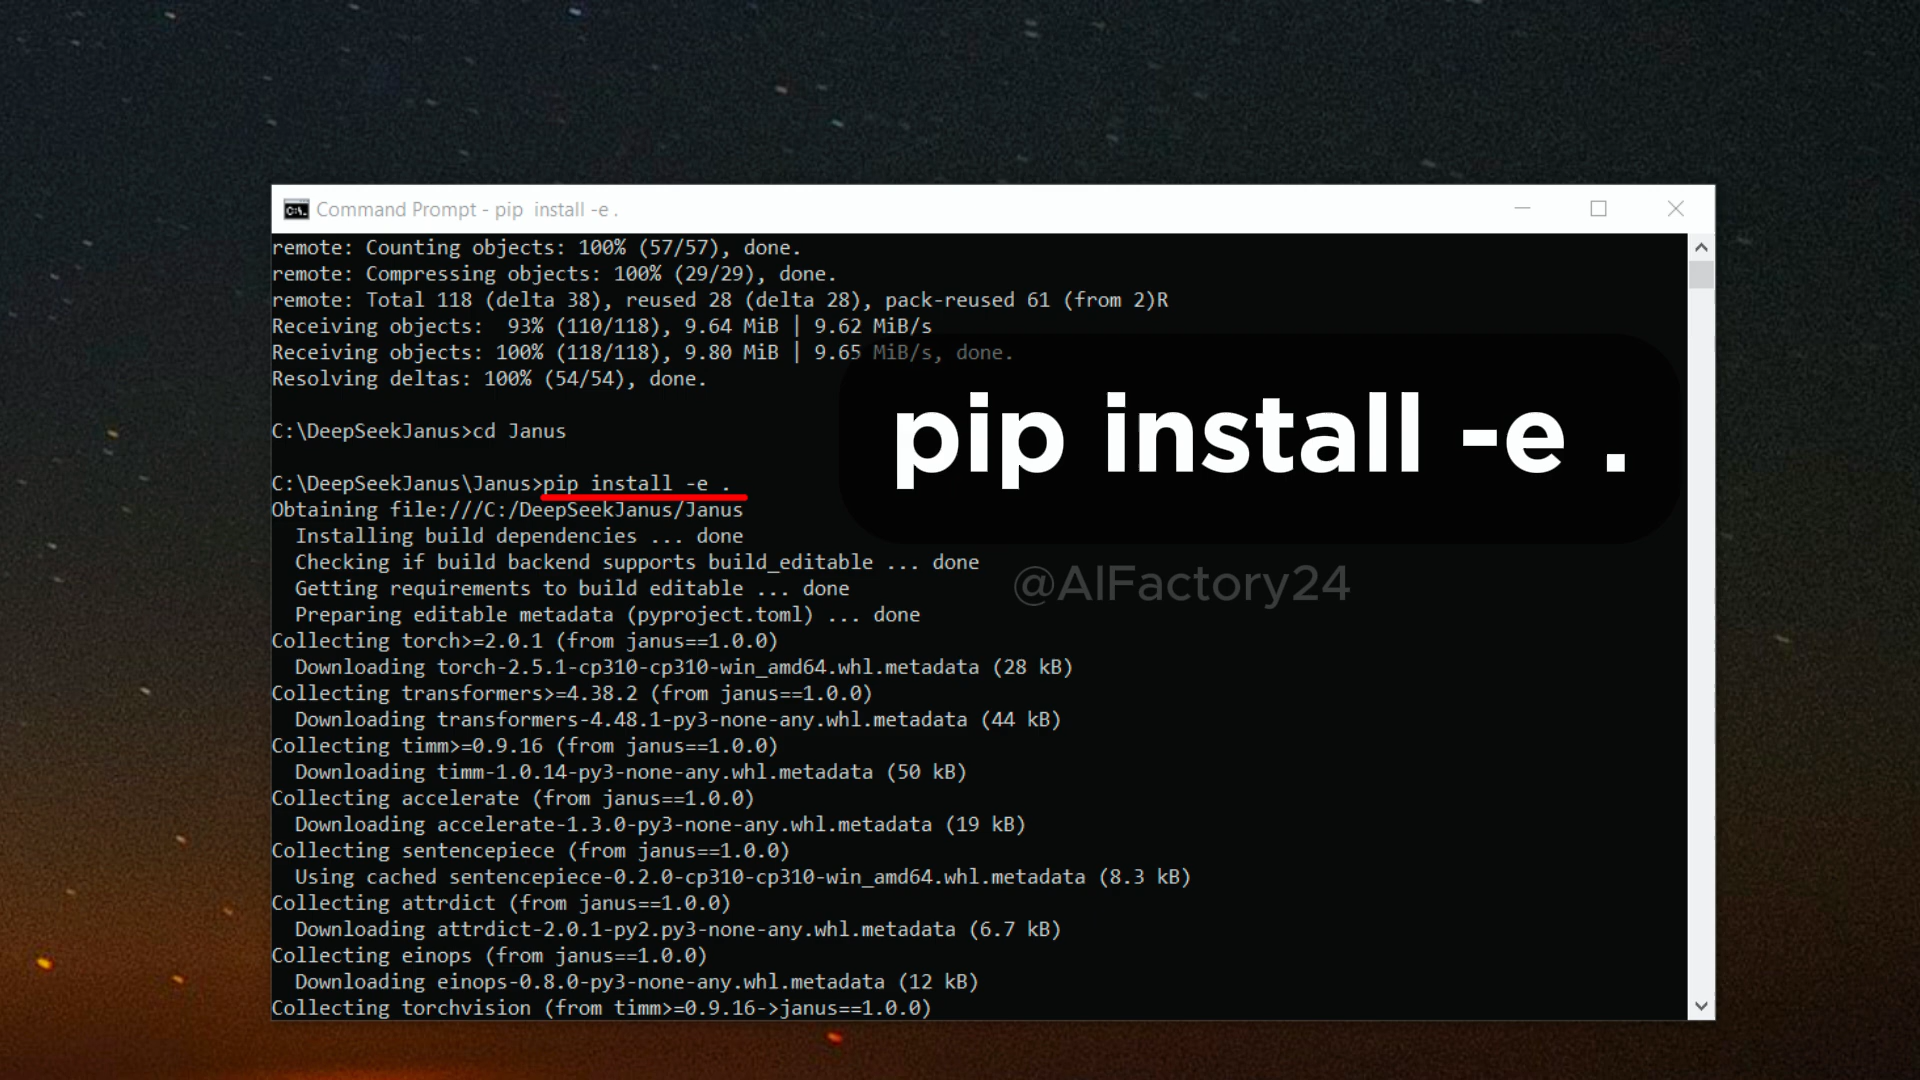 Command Prompt - pip  install -e .
remote: Counting objects: 100% (57/57), done.
remote: Compressing objects: 100% (29/29), done.
remote: Total 118 (delta 38), reused 28 (delta 28), pack-reused 61 (from 2)R
Receiving objects:  93% (110/118), 9.64 MiB | 9.62 MiB/s
Receiving objects: 100% (118/118), 9.80 MiB | 9.65 MiB/s, done.
Resolving deltas: 100% (54/54), done.
C:\DeepSeekJanus>cd Janus
pip install -e .
C:\DeepSeekJanus\Janus>pip install -e .
Obtaining file:///C:/DeepSeekJanus/Janus
  Installing build dependencies ... done
  Checking if build backend supports build_editable ... done
@AIFactory24
  Getting requirements to build editable ... done
  Preparing editable metadata (pyproject.toml) ... done
Collecting torch>=2.0.1 (from janus==1.0.0)
  Downloading torch-2.5.1-cp310-cp310-win_amd64.whl.metadata (28 kB)
Collecting transformers>=4.38.2 (from janus==1.0.0)
  Downloading transformers-4.48.1-py3-none-any.whl.metadata (44 kB)
Collecting timm>=0.9.16 (from janus==1.0.0)
  Downloading timm-1.0.14-py3-none-any.whl.metadata (50 kB)
Collecting accelerate (from janus==1.0.0)
  Downloading accelerate-1.3.0-py3-none-any.whl.metadata (19 kB)
Collecting sentencepiece (from janus==1.0.0)
  Using cached sentencepiece-0.2.0-cp310-cp310-win_amd64.whl.metadata (8.3 kB)
Collecting attrdict (from janus==1.0.0)
  Downloading attrdict-2.0.1-py2.py3-none-any.whl.metadata (6.7 kB)
Collecting einops (from janus==1.0.0)
  Downloading einops-0.8.0-py3-none-any.whl.metadata (12 kB)
Collecting torchvision (from timm>=0.9.16->janus==1.0.0)